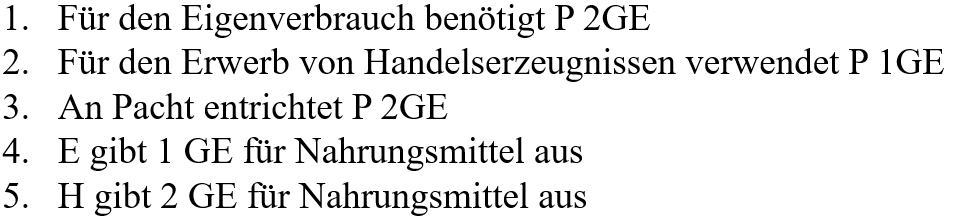 1. Für den Eigenverbrauch benötigt P 2GE
2. Für den Erwerb von Handelserzeugnissen verwendet P 1GE
3. An Pacht entrichtet P 2GE
4. E gibt 1 GE für Nahrungsmittel aus
5. H gibt 2 GE für Nahrungsmittel aus